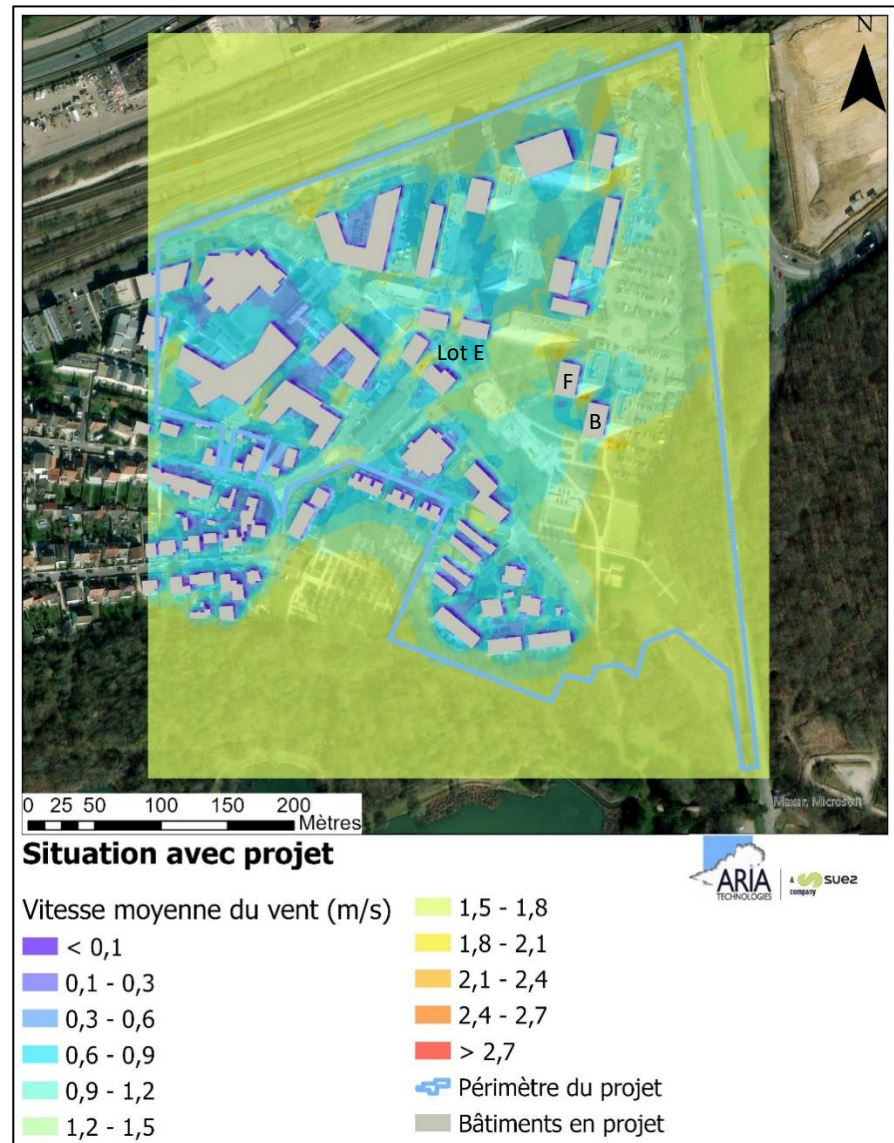 N
Lot E
F
B
0 25 50 100 150 200
Mètres
Maxar, Microsoft
Situation avec projet
ARIA
TECHNOLOGIES
A suez
company
Vitesse moyenne du vent (m/s)
< 0,1
0,1 - 0,3
0,3 - 0,6
0,6 - 0,9
0,9 - 1,2
1,2 - 1,5
1,5 - 1,8
1,8 - 2,1
2,1 - 2,4
2,4 - 2,7
> 2,7
Périmètre du projet
Bâtiments en projet